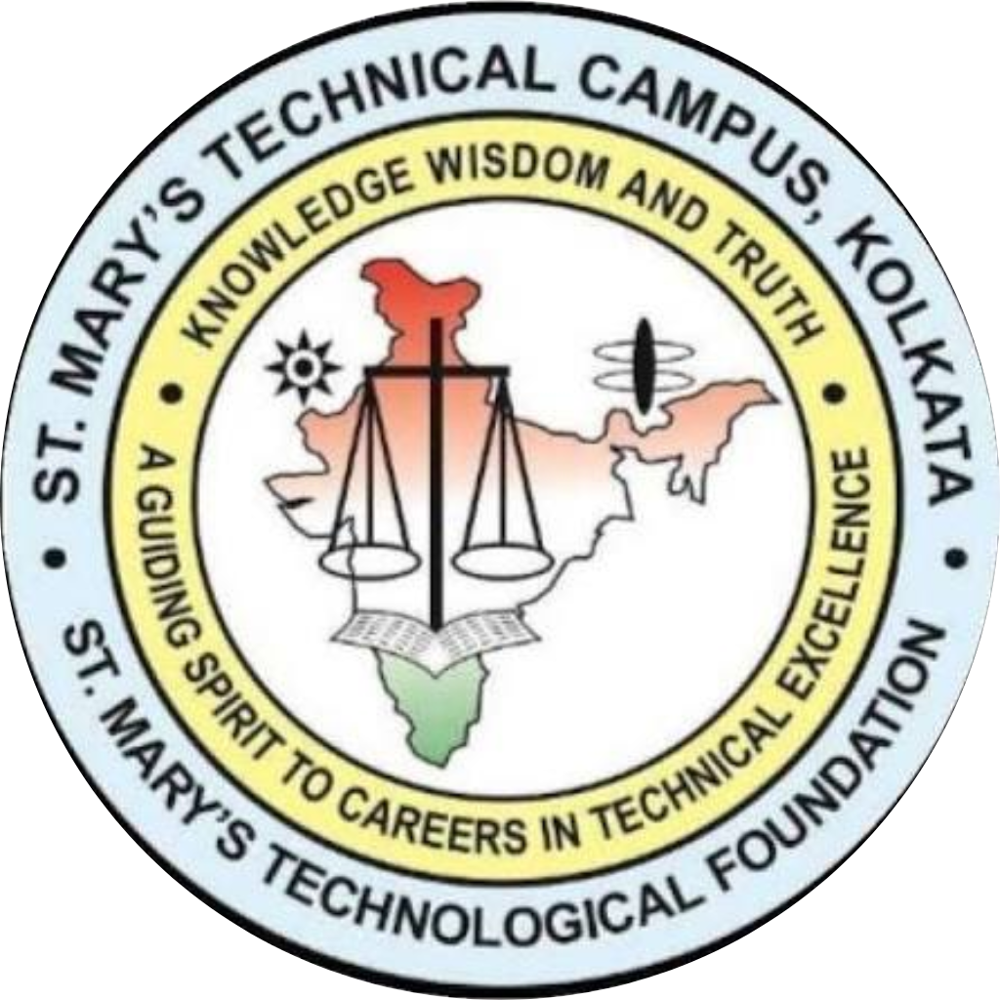 ST. MARY'S TECHNICAL CAMPUS, KOLKATA
KNOWLEDGE WISDOM AND TRUTH
A GUIDING SPIRIT TO CAREERS IN TECHNICAL EXCELLENCE
ST. MARY'S TECHNOLOGICAL FOUNDATION